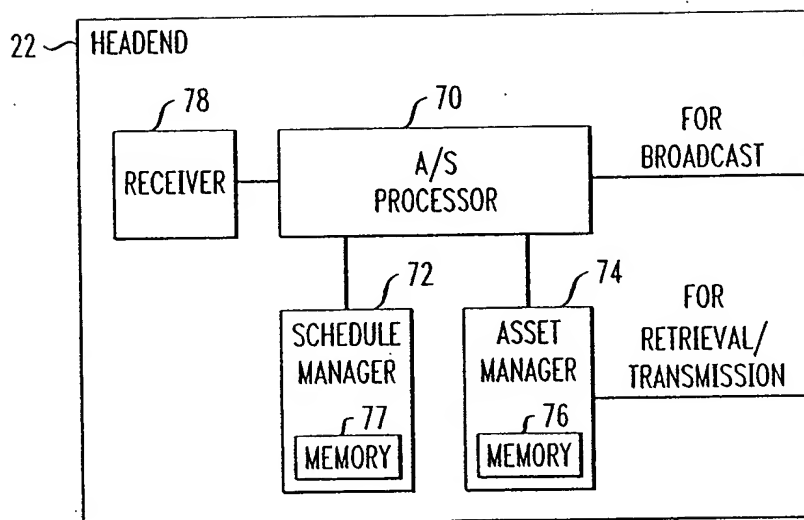 22
HEADEND
78
70
FOR
BROADCAST
RECEIVER
A/S
PROCESSOR
72
74
FOR
RETRIEVAL/
TRANSMISSION
SCHEDULE
MANAGER
ASSET
MANAGER
77
MEMORY
76
MEMORY